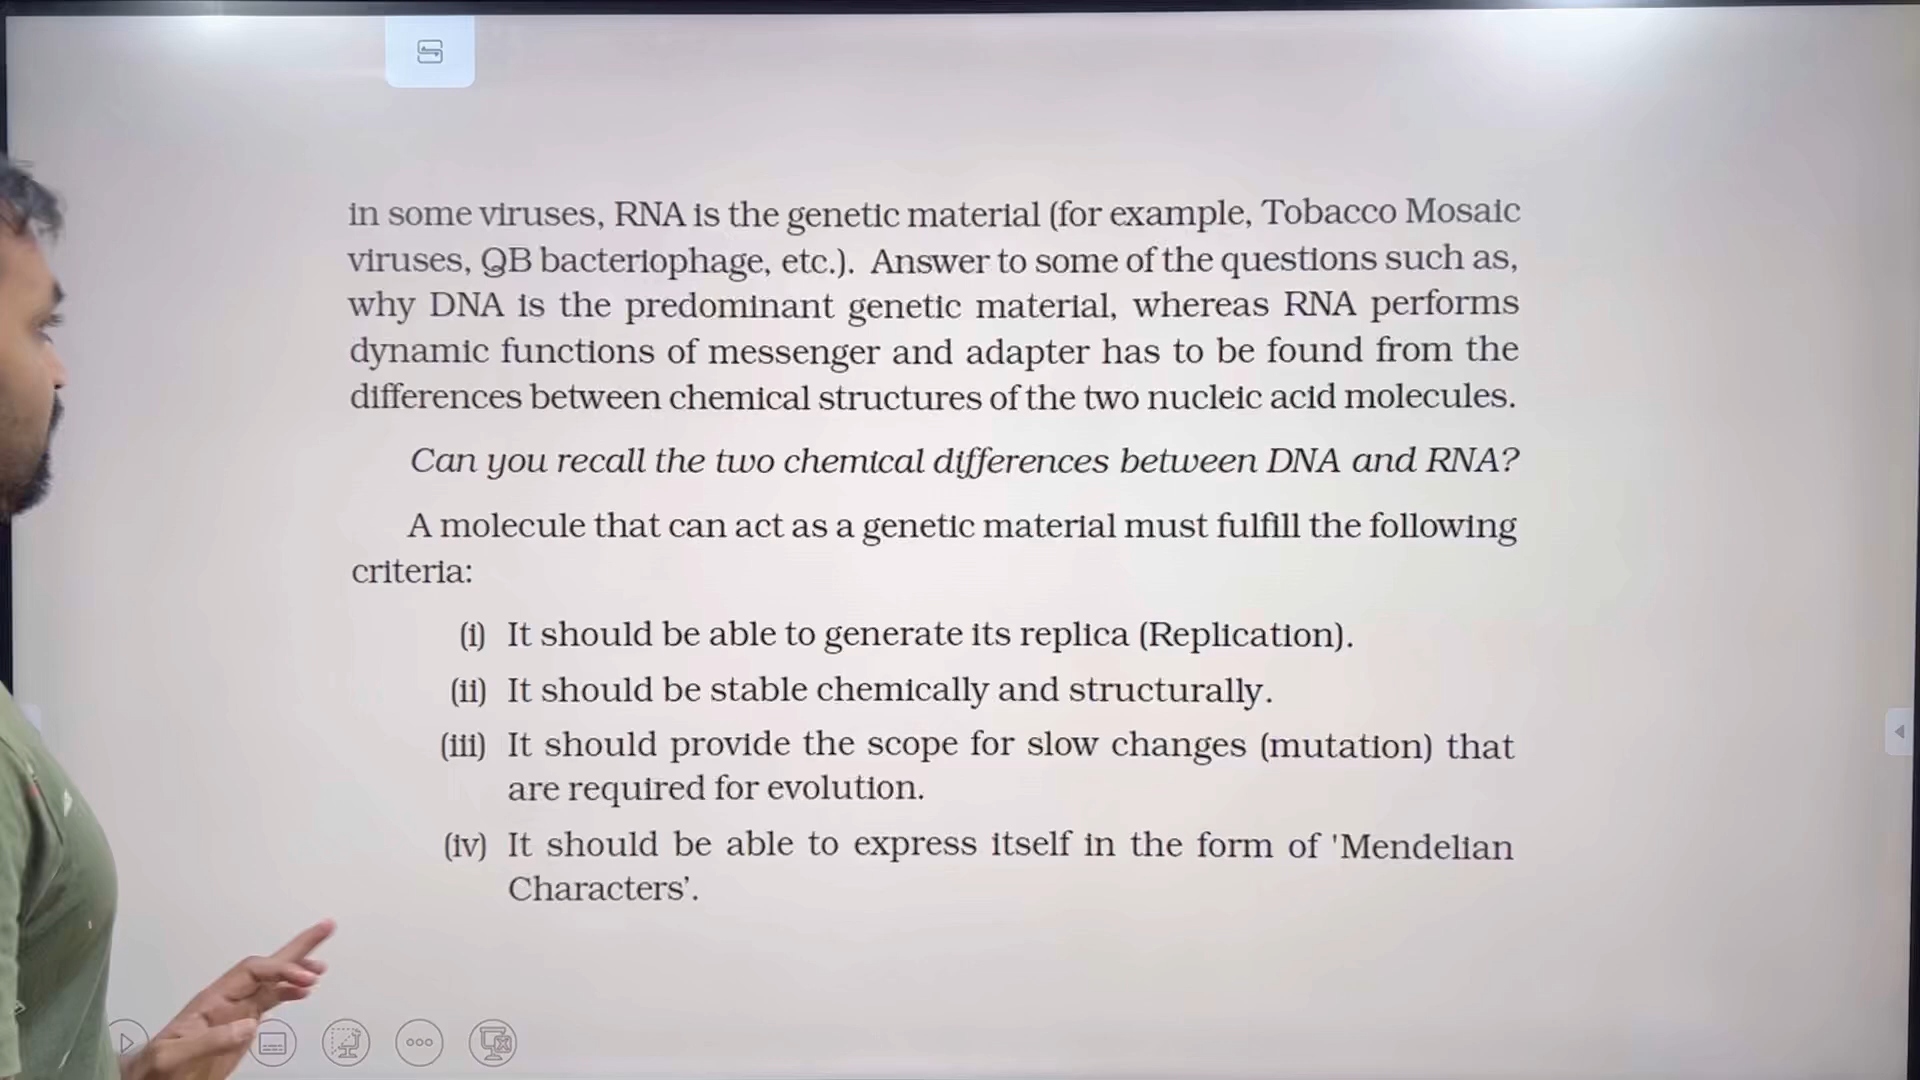 in some viruses, RNA is the genetic material (for example, Tobacco Mosaic
viruses, QB bacteriophage, etc.). Answer to some of the questions such as,
why DNA is the predominant genetic material, whereas RNA performs
dynamic functions of messenger and adapter has to be found from the
differences between chemical structures of the two nucleic acid molecules.
Can you recall the two chemical differences between DNA and RNA?
A molecule that can act as a genetic material must fulfill the following
criteria:
(i) It should be able to generate its replica (Replication).
(ii) It should be stable chemically and structurally.
(iii) It should provide the scope for slow changes (mutation) that
are required for evolution.
(iv) It should be able to express itself in the form of 'Mendelian
Characters’.